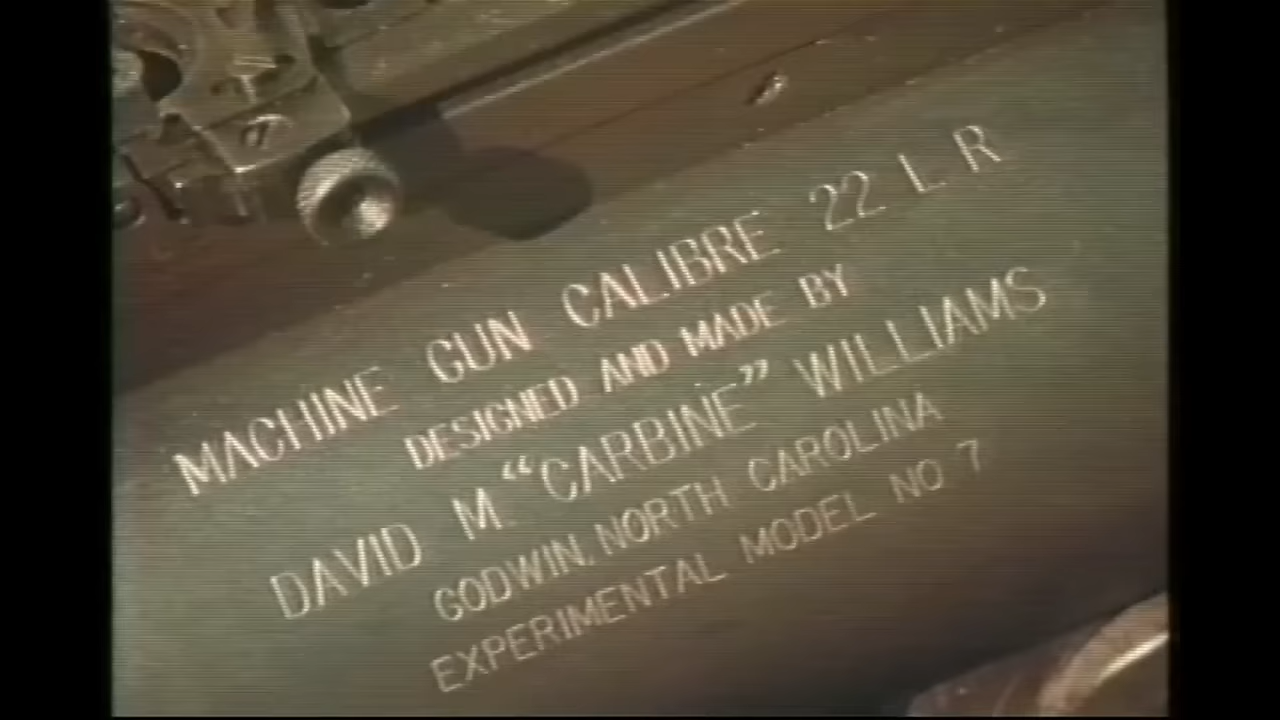 MACHINE GUN CALIBRE 22 L R
DESIGNED AND MADE BY
DAVID M. “CARBINE” WILLIAMS
GODWIN, NORTH CAROLINA
EXPERIMENTAL MODEL NO 7